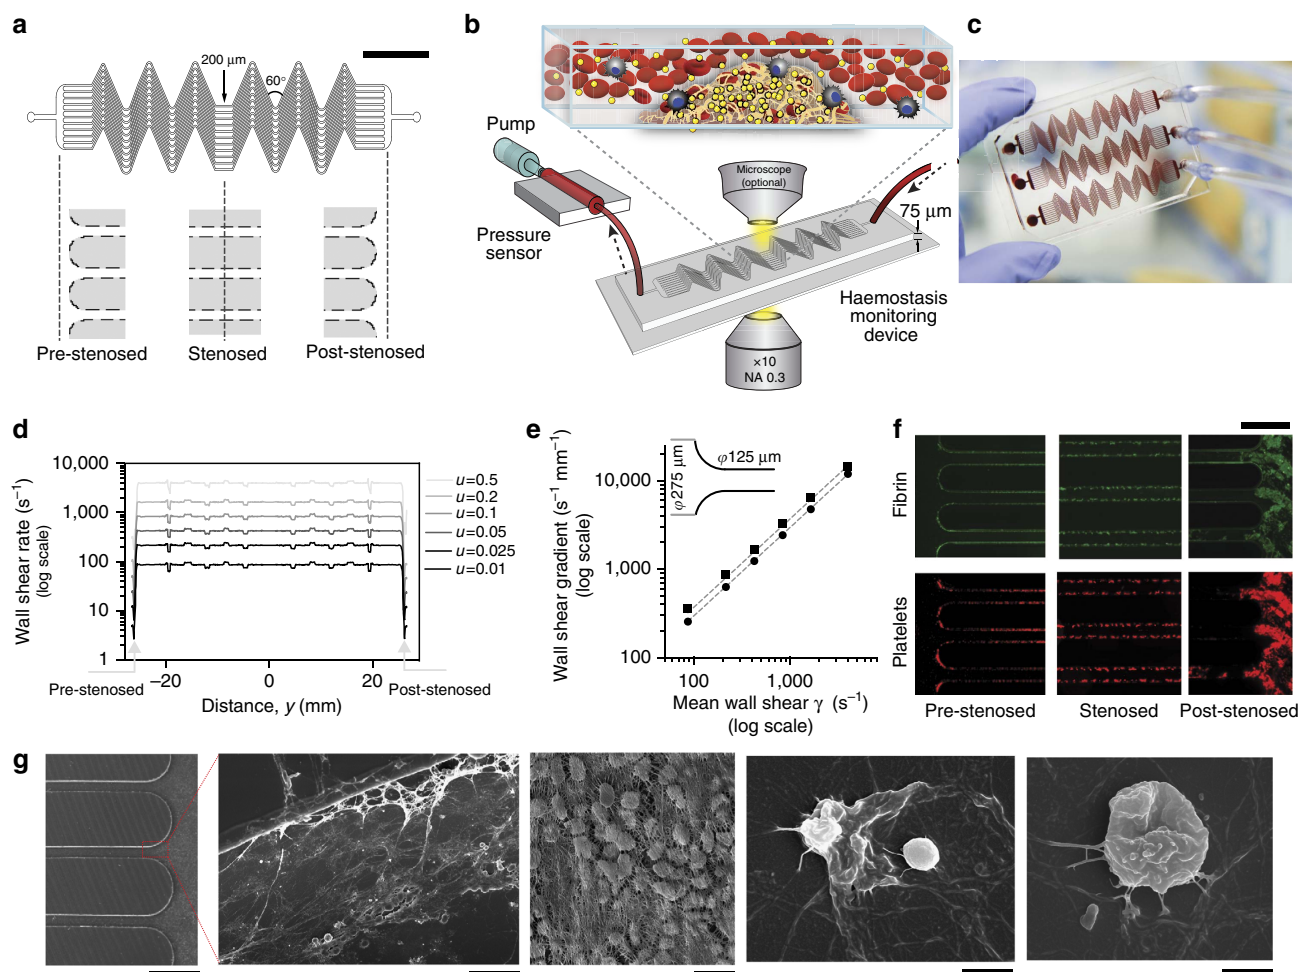 a
200 μm
60°
Pre-stenosed
Stenosed
Post-stenosed
b
Pump
Pressure
sensor
Microscope
(optional)
75 μm
Haemostasis
monitoring
device
×10
NA 0.3
c
d
Wall shear rate (s⁻¹)
(log scale)
10,000
1,000
100
10
1
u=0.5
u=0.2
u=0.1
u=0.05
u=0.025
u=0.01
Pre-stenosed
−20
0
20
Post-stenosed
Distance, y (mm)
e
Wall shear gradient (s⁻¹ mm⁻¹)
(log scale)
10,000
1,000
100
φ275 μm
φ125 μm
100
1,000
Mean wall shear γ (s⁻¹)
(log scale)
f
Fibrin
Platelets
Pre-stenosed
Stenosed
Post-stenosed
g